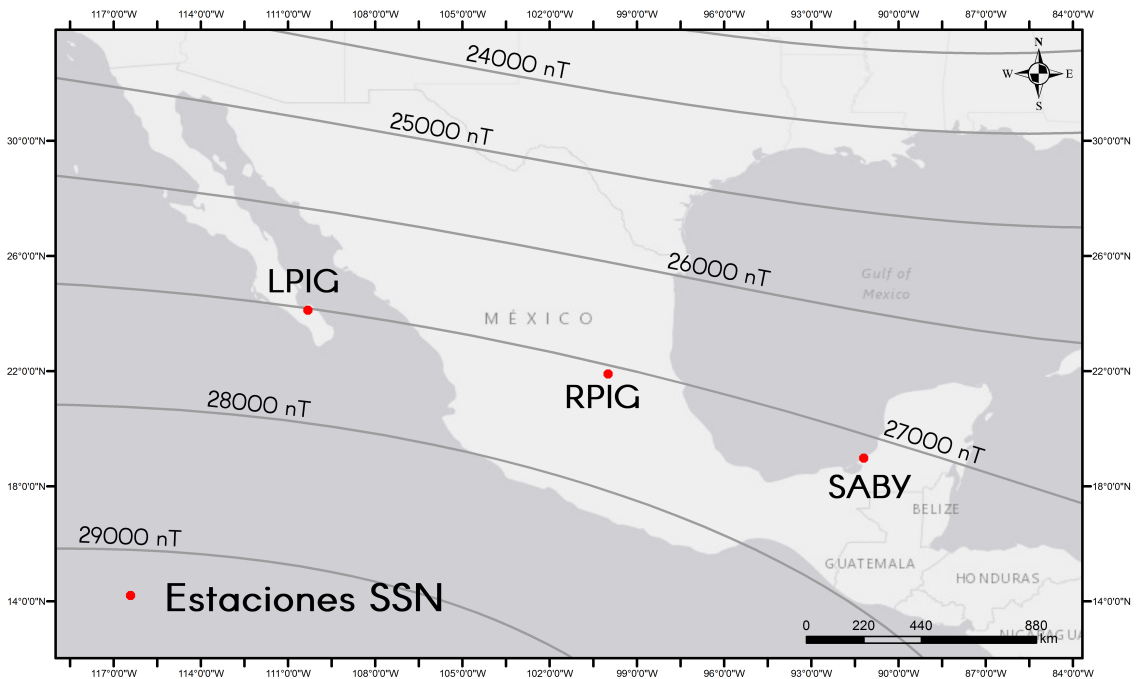 117°0'0"W 114°0'0"W 111°0'0"W 108°0'0"W 105°0'0"W 102°0'0"W 99°0'0"W 96°0'0"W 93°0'0"W 90°0'0"W 87°0'0"W 84°0'0"W
N
W E
S
24000 nT
25000 nT
30°0'0"N 30°0'0"N
26°0'0"N 26°0'0"N
26000 nT
Gulf of
Mexico
LPIG
MÉXICO
22°0'0"N 22°0'0"N
RPIG
28000 nT
27000 nT
SABY
18°0'0"N 18°0'0"N
BELIZE
29000 nT
GUATEMALA
HONDURAS
14°0'0"N 14°0'0"N
Estaciones SSN
0 220 440 880
km
NICARAGUA
117°0'0"W 114°0'0"W 111°0'0"W 108°0'0"W 105°0'0"W 102°0'0"W 99°0'0"W 96°0'0"W 93°0'0"W 90°0'0"W 87°0'0"W 84°0'0"W